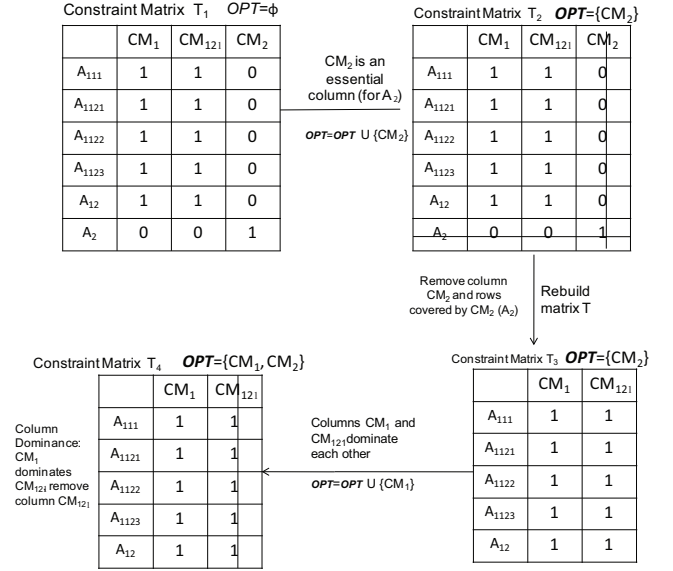 Constraint Matrix T₁ OPT=ϕ
CM₁ CM₁₂₁ CM₂
A₁₁₁ 1 1 0
A₁₁₂₁ 1 1 0
A₁₁₂₂ 1 1 0
A₁₁₂₃ 1 1 0
A₁₂ 1 1 0
A₂ 0 0 1
CM₂ is an
essential
column (for A₂)
OPT=OPT U {CM₂}
Constraint Matrix T₂ OPT={CM₂}
CM₁ CM₁₂₁ CM₂
A₁₁₁ 1 1 0
A₁₁₂₁ 1 1 0
A₁₁₂₂ 1 1 0
A₁₁₂₃ 1 1 0
A₁₂ 1 1 0
A₂ 0 0 1
Remove column
CM₂ and rows
covered by CM₂ (A₂)
Rebuild
matrix T
Constraint Matrix T₃ OPT={CM₂}
CM₁ CM₁₂₁
A₁₁₁ 1 1
A₁₁₂₁ 1 1
A₁₁₂₂ 1 1
A₁₁₂₃ 1 1
A₁₂ 1 1
Columns CM₁ and
CM₁₂₁ dominate
each other
OPT=OPT U {CM₁}
Constraint Matrix T₄ OPT={CM₁, CM₂}
CM₁ CM₁₂₁
A₁₁₁ 1 1
A₁₁₂₁ 1 1
A₁₁₂₂ 1 1
A₁₁₂₃ 1 1
A₁₂ 1 1
Column
Dominance:
CM₁
dominates
CM₁₂₁ remove
column CM₁₂₁